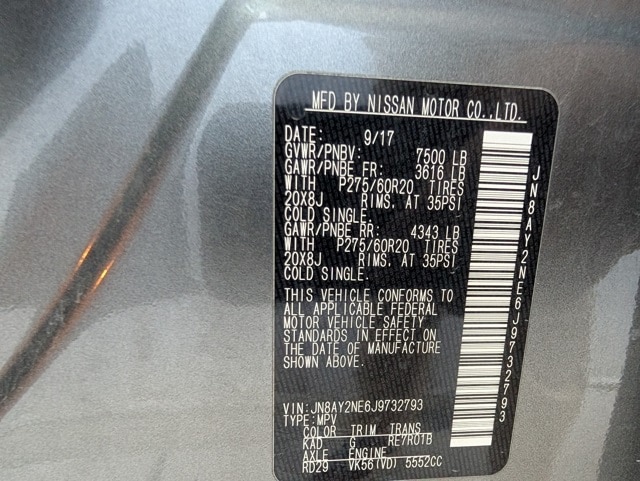 MFD BY NISSAN MOTOR CO.,LTD.
DATE: 9/17
GVWR/PNBV: 7500 LB
GAWR/PNBE FR: 3616 LB
WITH P275/60R20 TIRES
20X8J RIMS. AT 35PSI
COLD SINGLE.
GAWR/PNBE RR: 4343 LB
WITH P275/60R20 TIRES
20X8J RIMS. AT 35PSI
COLD SINGLE.
THIS VEHICLE CONFORMS TO
ALL APPLICABLE FEDERAL
MOTOR VEHICLE SAFETY
STANDARDS IN EFFECT ON
THE DATE OF MANUFACTURE
SHOWN ABOVE.
VIN: JN8AY2NE6J9732793
TYPE: MPV
COLOR TRIM TRANS
KAD G RE7R01B
AXLE ENGINE
RD29 VK56(VD) 5552CC
JN8AY2NE6J9732793